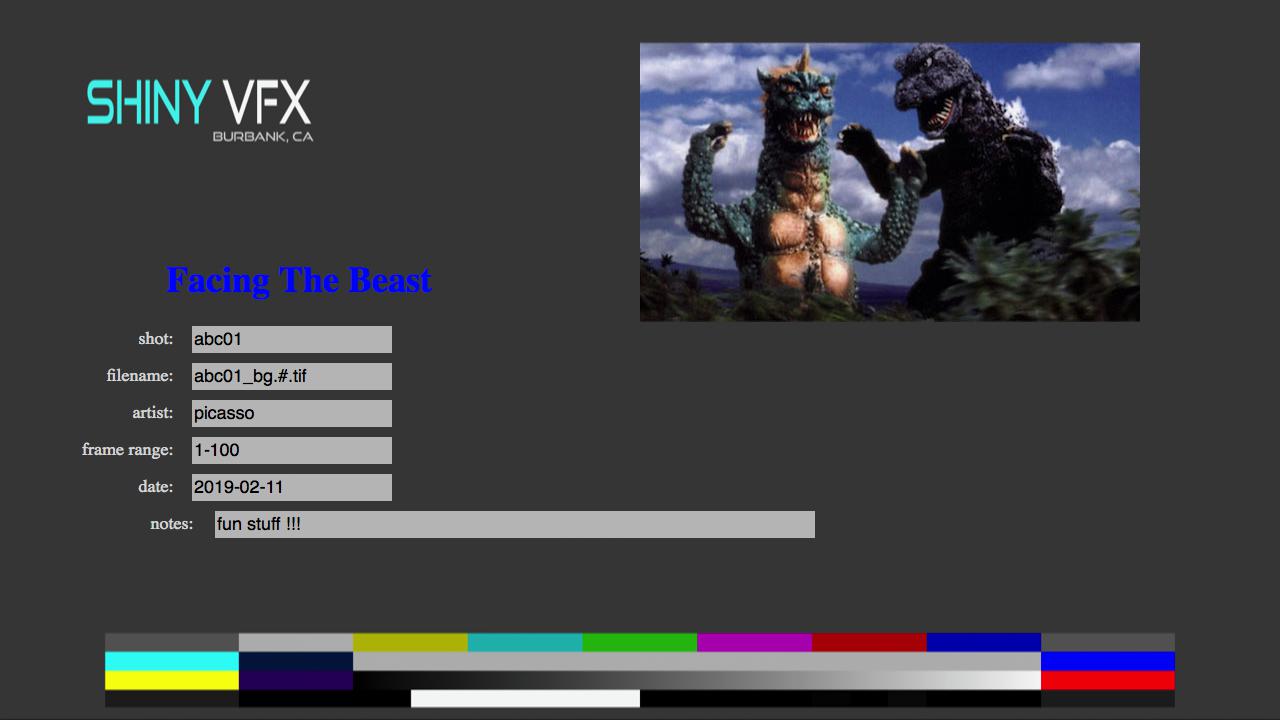 SHINY VFX
BURBANK, CA
Facing The Beast
shot: abc01
filename: abc01_bg.#.tif
artist: picasso
frame range: 1-100
date: 2019-02-11
notes: fun stuff !!!